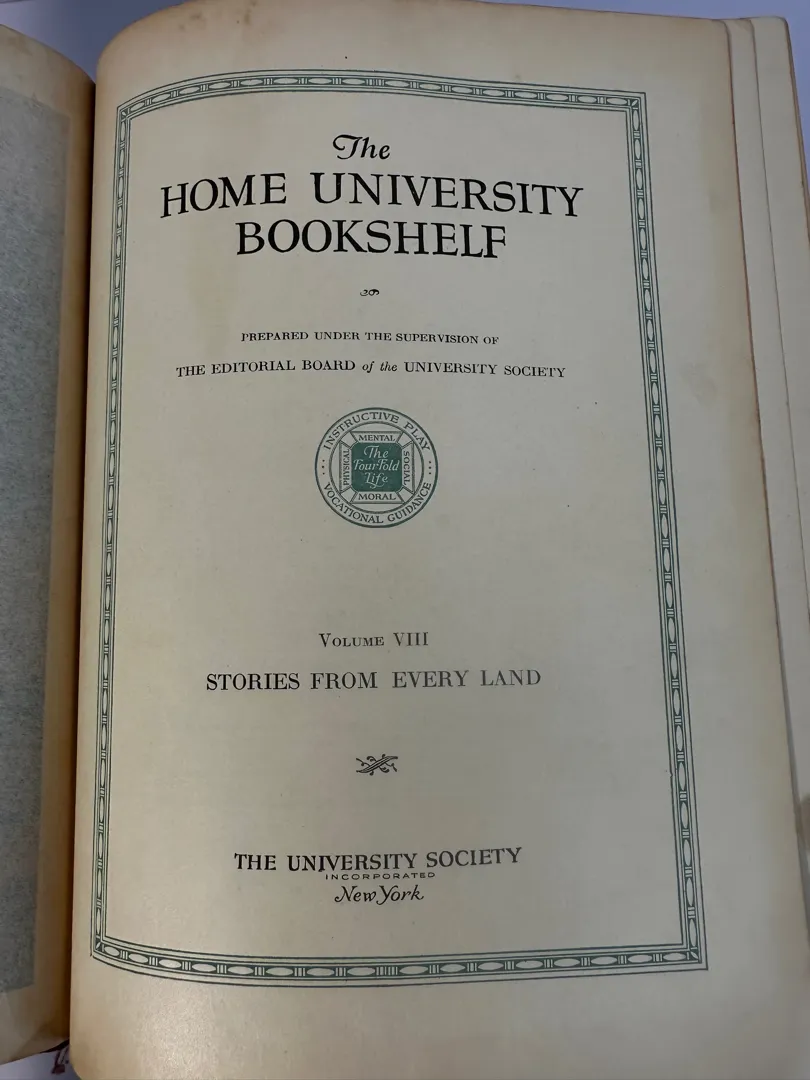 The
HOME UNIVERSITY
BOOKSHELF
PREPARED UNDER THE SUPERVISION OF
THE EDITORIAL BOARD of the UNIVERSITY SOCIETY
INSTRUCTIVE PLAY
MENTAL
PHYSICAL
The
FourFold
Life
SOCIAL
MORAL
VOCATIONAL GUIDANCE
VOLUME VIII
STORIES FROM EVERY LAND
THE UNIVERSITY SOCIETY
INCORPORATED
New York